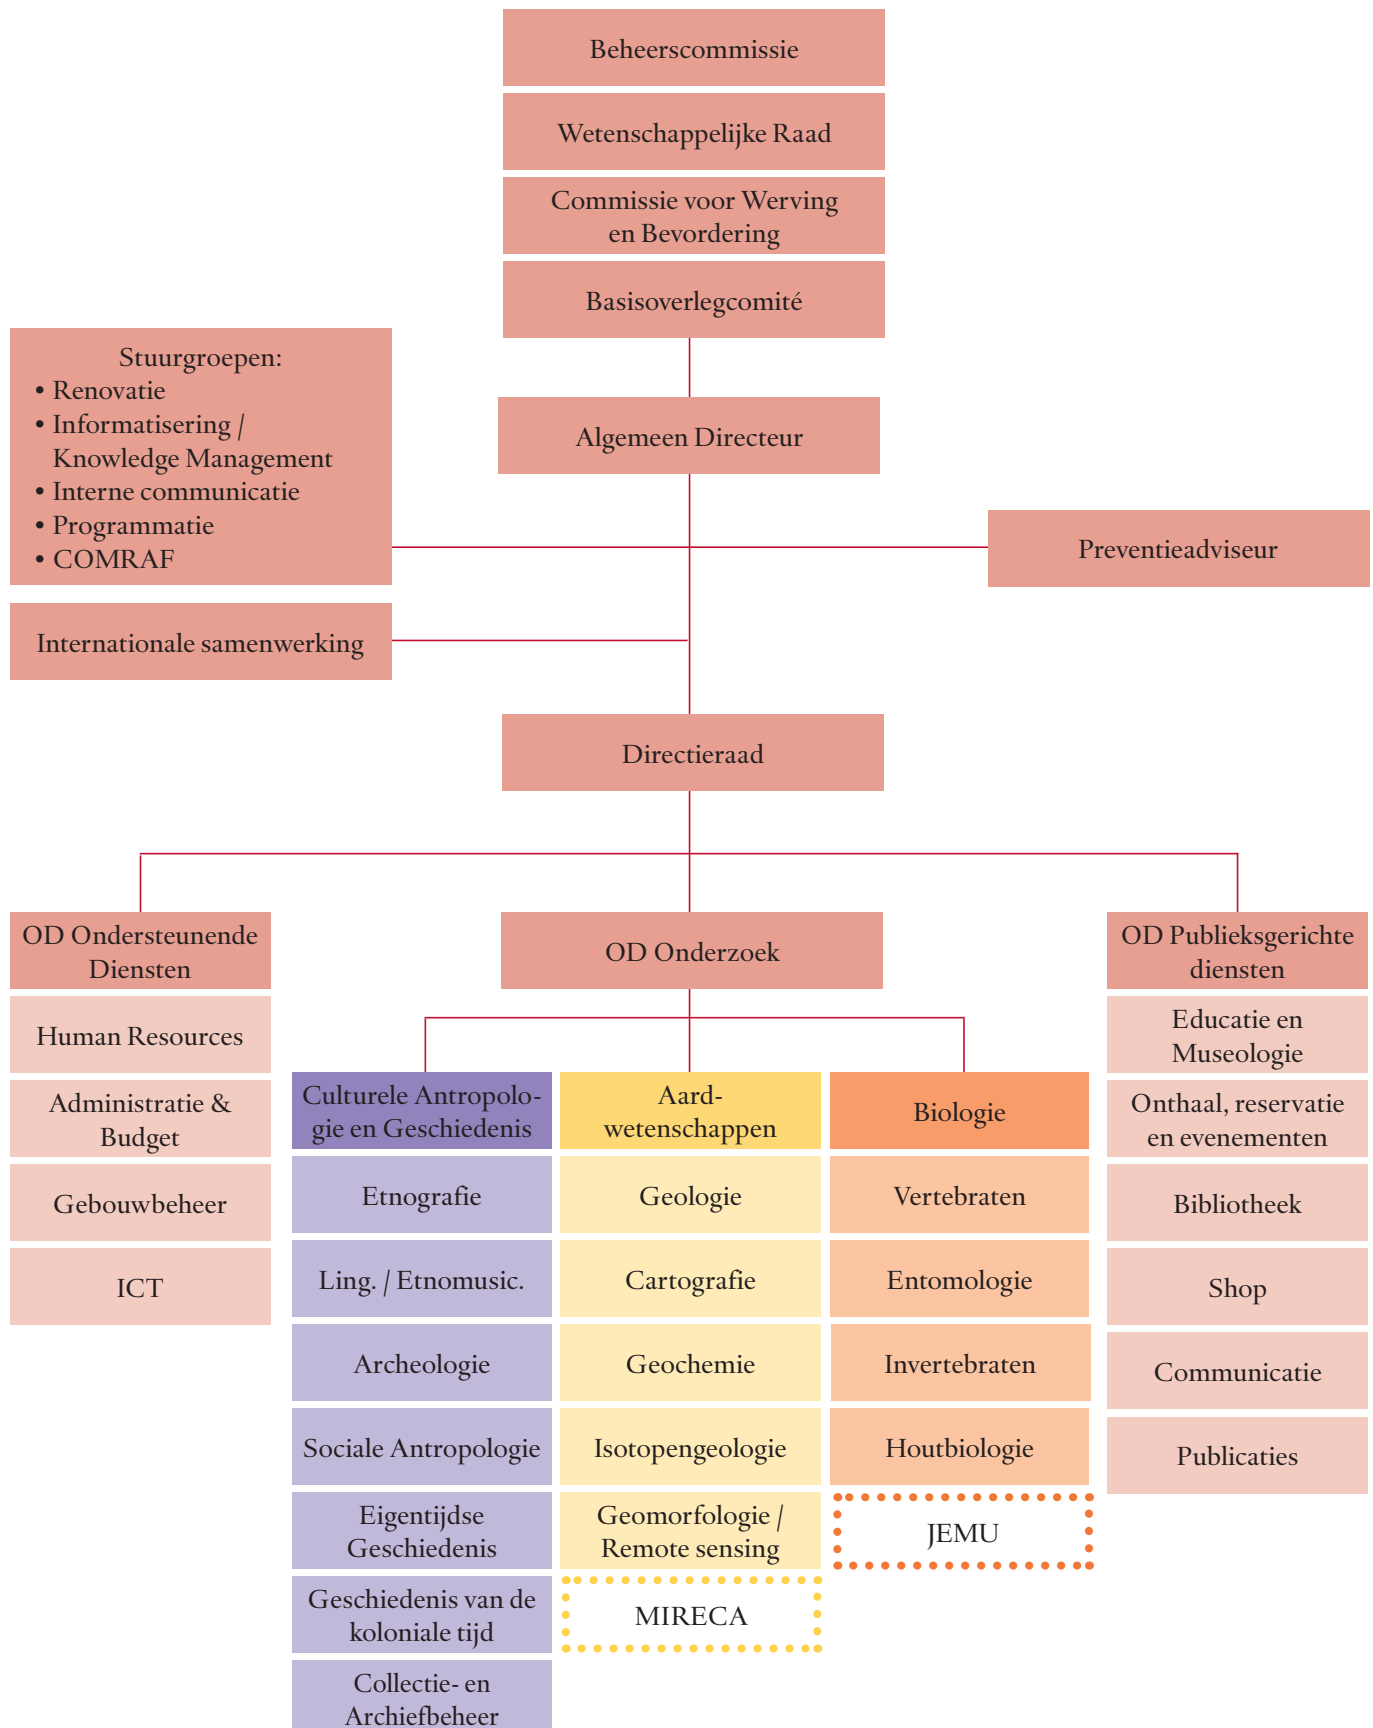 Beheerscommissie
Wetenschappelijke Raad
Commissie voor Werving
en Bevordering
Basisoverlegcomité
Stuurgroepen:
• Renovatie
• Informatisering /
Knowledge Management
• Interne communicatie
• Programmatie
• COMRAF
Algemeen Directeur
Preventieadviseur
Internationale samenwerking
Directieraad
OD Ondersteunende
Diensten
Human Resources
Administratie &
Budget
Gebouwbeheer
ICT
OD Onderzoek
Culturele Antropolo-
gie en Geschiedenis
Etnografie
Ling. / Etnomusic.
Archeologie
Sociale Antropologie
Eigentijdse
Geschiedenis
Geschiedenis van de
koloniale tijd
Collectie- en
Archiefbeheer
Aard-
wetenschappen
Geologie
Cartografie
Geochemie
Isotopengeologie
Geomorfologie /
Remote sensing
MIRECA
Biologie
Vertebraten
Entomologie
Invertebraten
Houtbiologie
JEMU
OD Publieksgerichte
diensten
Educatie en
Museologie
Onthaal, reservatie
en evenementen
Bibliotheek
Shop
Communicatie
Publicaties